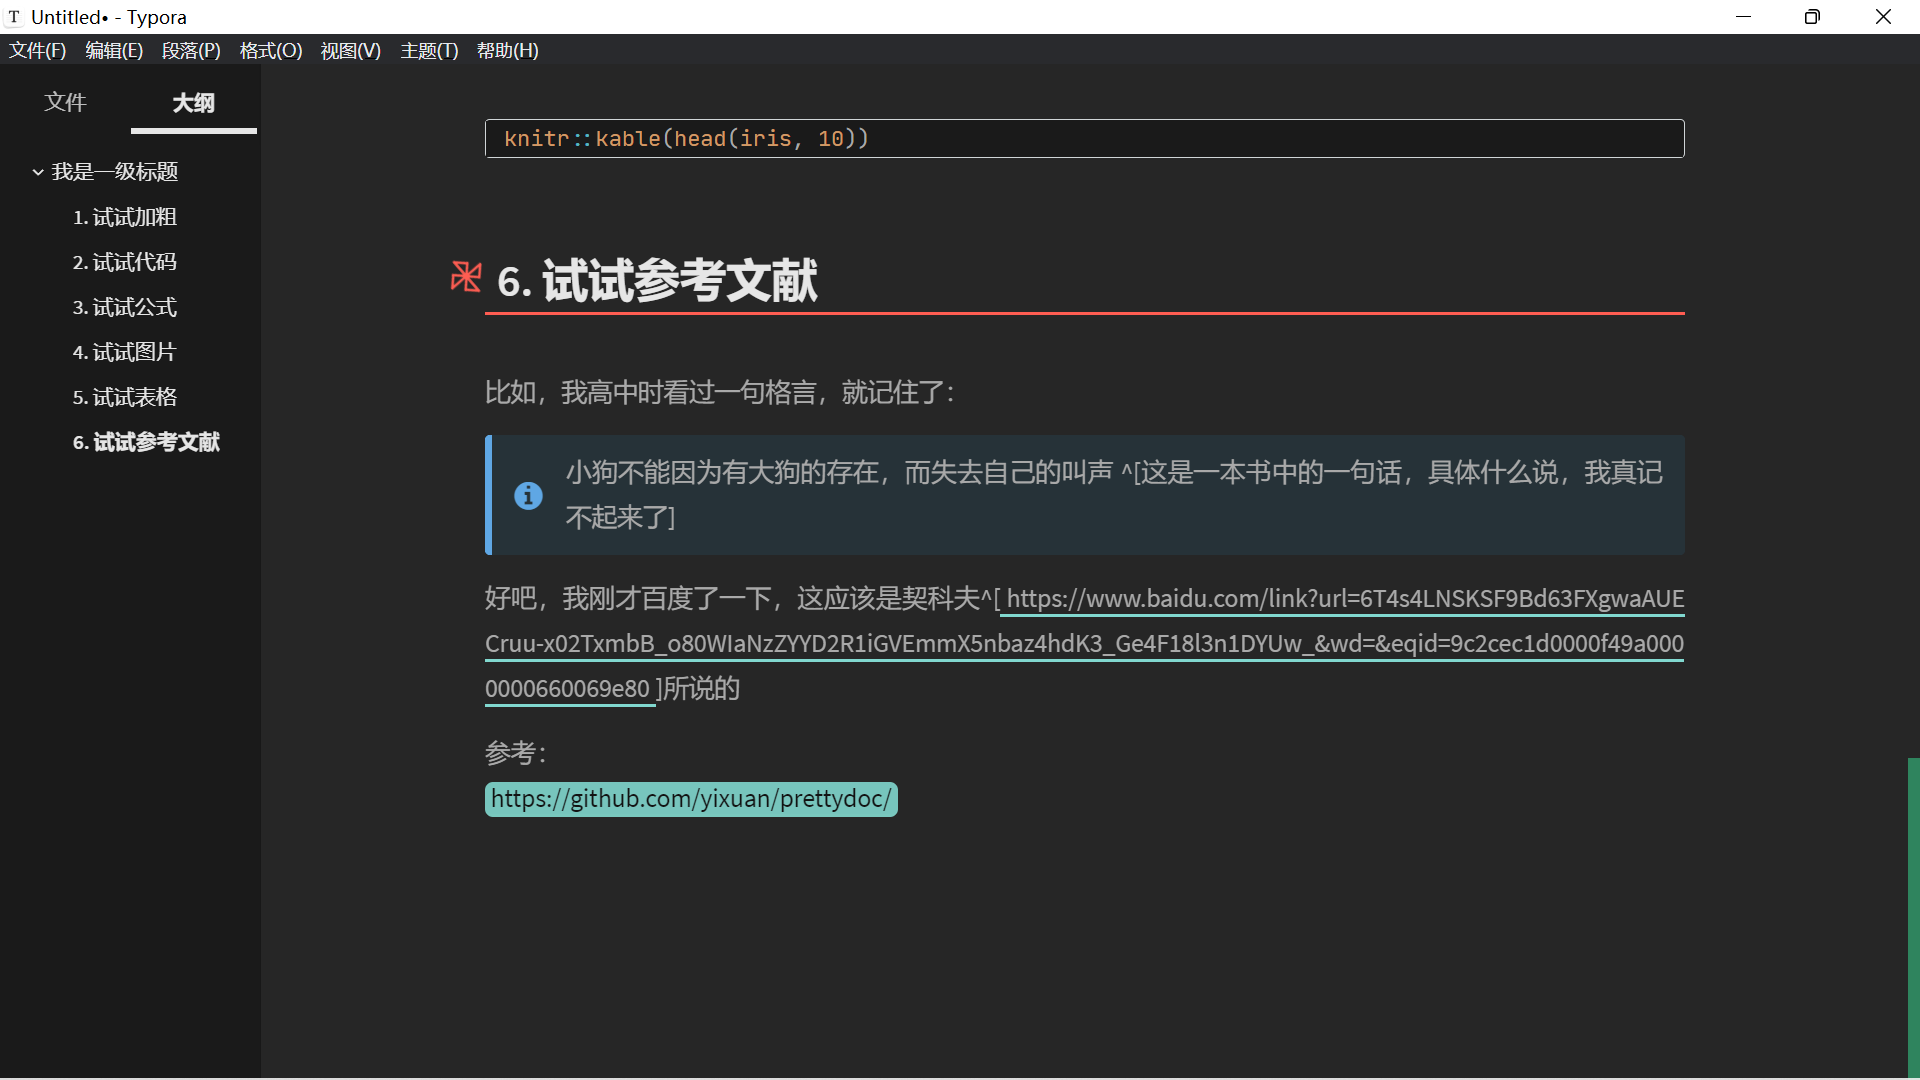 Untitled• - Typora
文件(F) 编辑(E) 段落(P) 格式(O) 视图(V) 主题(T) 帮助(H)
文件 大纲
我是一级标题
1. 试试加粗
2. 试试代码
3. 试试公式
4. 试试图片
5. 试试表格
6. 试试参考文献
knitr::kable(head(iris, 10))
6. 试试参考文献
比如，我高中时看过一句格言，就记住了：
小狗不能因为有大狗的存在，而失去自己的叫声 ^[这是一本书中的一句话，具体什么说，我真记
不起来了]
好吧，我刚才百度了一下，这应该是契科夫^[ https://www.baidu.com/link?url=6T4s4LNSKSF9Bd63FXgwaAUE
Cruu-x02TxmbB_o80WIaNzZYYD2R1iGVEmmX5nbaz4hdK3_Ge4F18l3n1DYUw_&wd=&eqid=9c2cec1d0000f49a000
0000660069e80 ]所说的
参考：
https://github.com/yixuan/prettydoc/